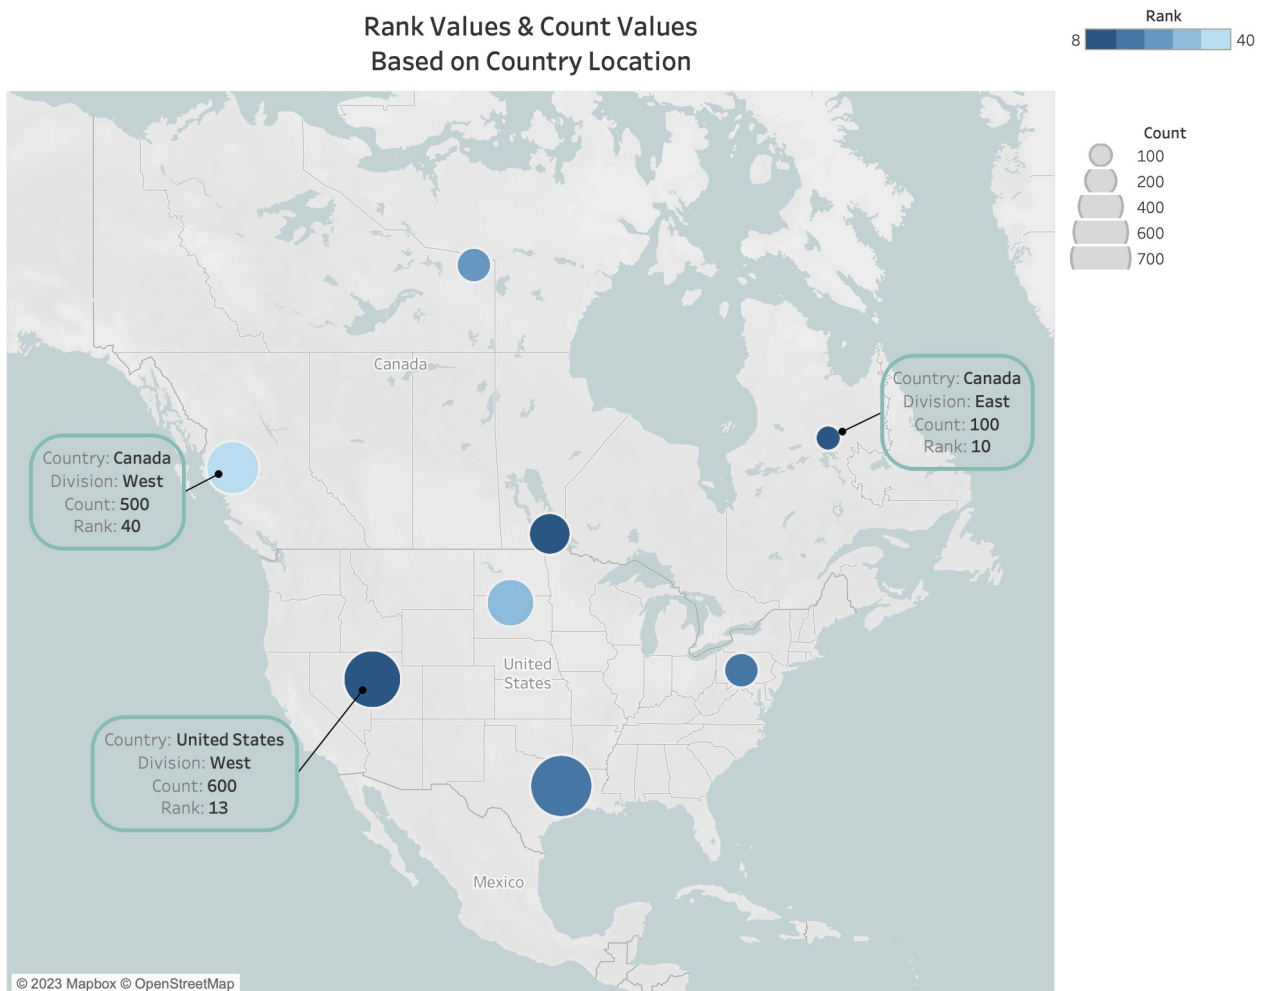 Rank Values & Count Values
Based on Country Location
Rank
8
40
Count
100
200
400
600
700
Canada
Country: Canada
Division: East
Count: 100
Rank: 10
Country: Canada
Division: West
Count: 500
Rank: 40
United
States
Country: United States
Division: West
Count: 600
Rank: 13
Mexico
© 2023 Mapbox © OpenStreetMap